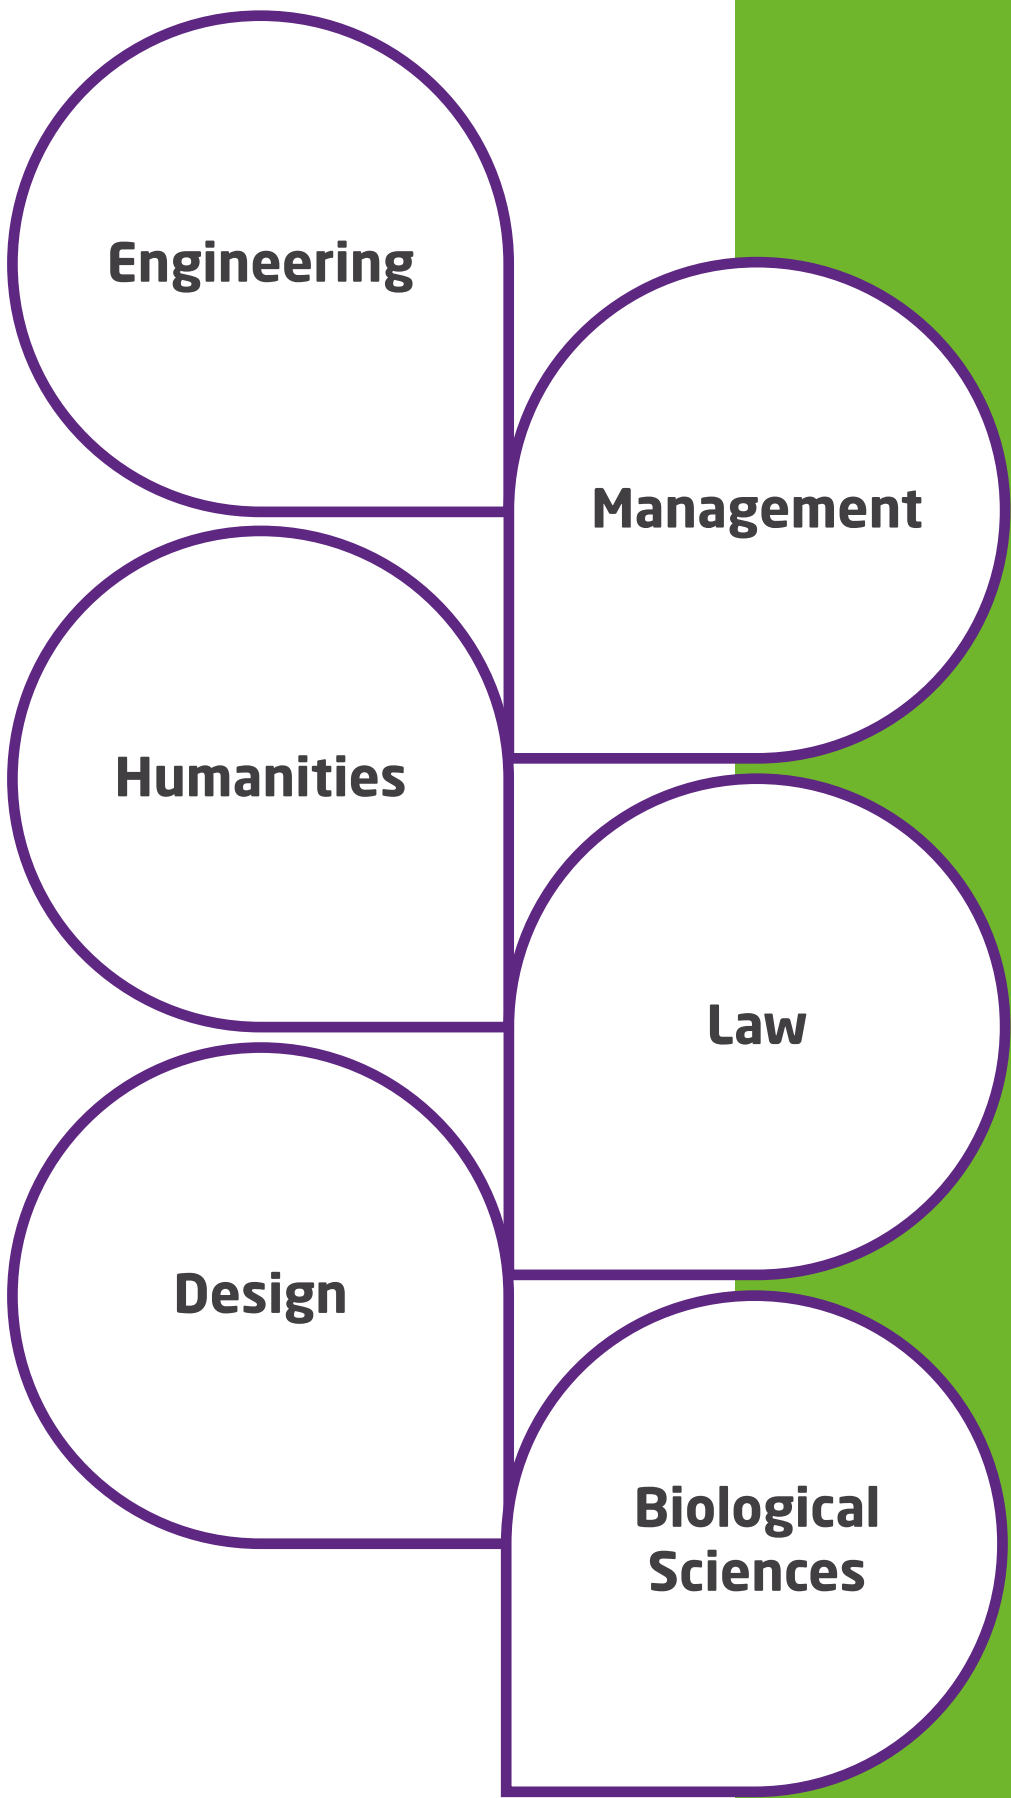 Engineering
Management
Humanities
Law
Design
Biological
Sciences